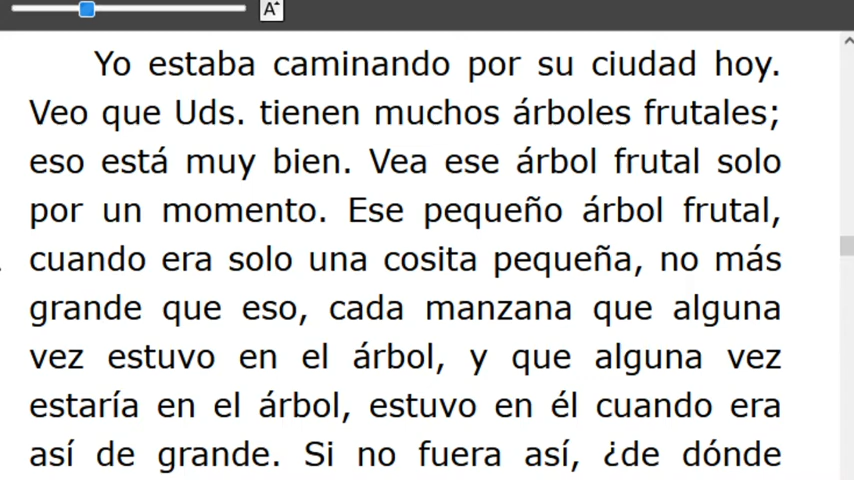 A
Yo estaba caminando por su ciudad hoy.
Veo que Uds. tienen muchos árboles frutales;
eso está muy bien. Vea ese árbol frutal solo
por un momento. Ese pequeño árbol frutal,
cuando era solo una cosita pequeña, no más
grande que eso, cada manzana que alguna
vez estuvo en el árbol, y que alguna vez
estaría en el árbol, estuvo en él cuando era
así de grande. Si no fuera así, ¿de dónde